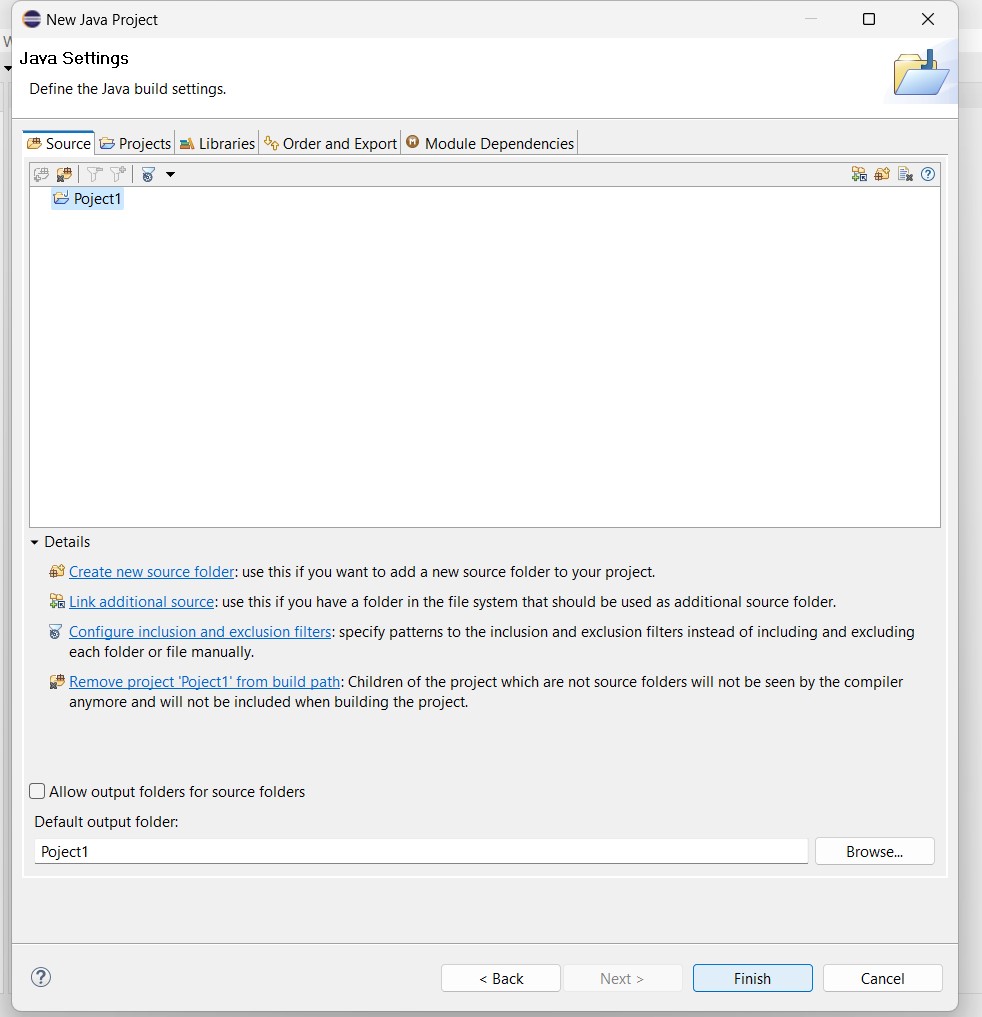 New Java Project
Java Settings
Define the Java build settings.
Source Projects Libraries Order and Export Module Dependencies
Poject1
Details
Create new source folder: use this if you want to add a new source folder to your project.
Link additional source: use this if you have a folder in the file system that should be used as additional source folder.
Configure inclusion and exclusion filters: specify patterns to the inclusion and exclusion filters instead of including and excluding
each folder or file manually.
Remove project 'Poject1' from build path: Children of the project which are not source folders will not be seen by the compiler
anymore and will not be included when building the project.
Allow output folders for source folders
Default output folder:
Poject1 Browse...
< Back Next > Finish Cancel